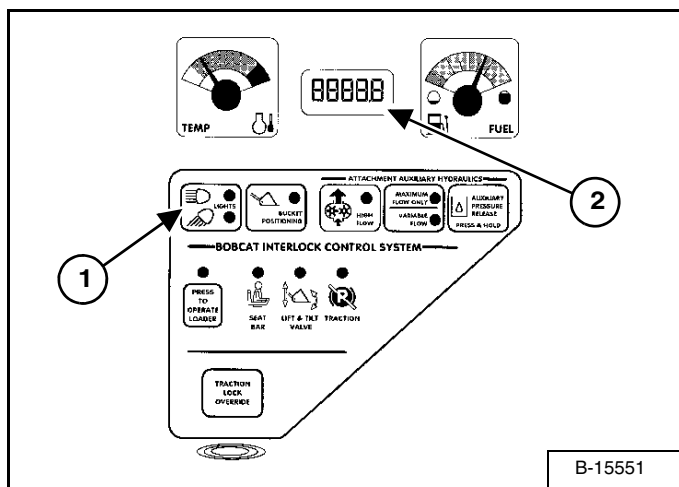 TEMP
88888
FUEL
ATTACHMENT AUXILIARY HYDRAULICS
LIGHTS
BUCKET
POSITIONING
HIGH
FLOW
MAXIMUM
FLOW ONLY
VARIABLE
FLOW
AUXILIARY
PRESSURE
RELEASE
PRESS & HOLD
1
2
BOBCAT INTERLOCK CONTROL SYSTEM
PRESS
TO
OPERATE
LOADER
SEAT
BAR
LIFT & TILT
VALVE
R
TRACTION
TRACTION
LOCK
OVERRIDE
B-15551